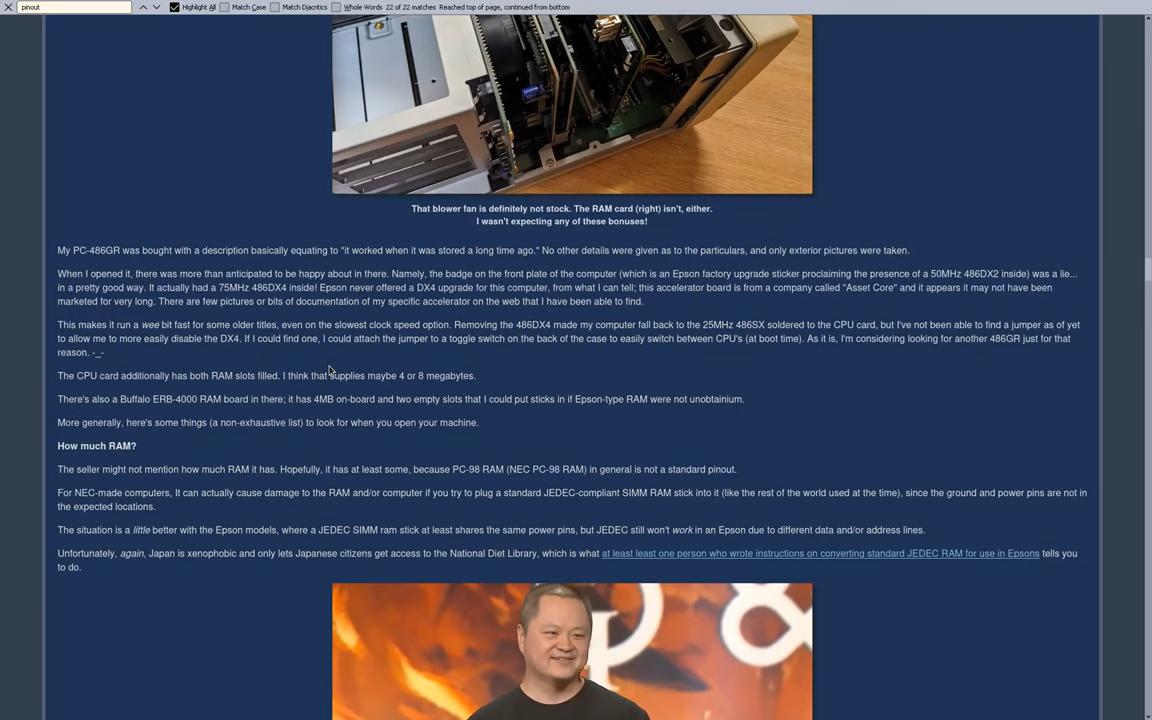 pinout
Highlight All
Match Case
Match Diacritics
Whole Words
22 of 22 matches
Reached top of page, continued from bottom
That blower fan is definitely not stock. The RAM card (right) isn't, either.
I wasn't expecting any of these bonuses!
My PC-486GR was bought with a description basically equating to "it worked when it was stored a long time ago." No other details were given as to the particulars, and only exterior pictures were taken.
When I opened it, there was more than anticipated to be happy about in there. Namely, the badge on the front plate of the computer (which is an Epson factory upgrade sticker proclaiming the presence of a 50MHz 486DX2 inside) was a lie...
in a pretty good way. It actually had a 75MHz 486DX4 inside! Epson never offered a DX4 upgrade for this computer, from what I can tell; this accelerator board is from a company called "Asset Core" and it appears it may not have been
marketed for very long. There are few pictures or bits of documentation of my specific accelerator on the web that I have been able to find.
This makes it run a wee bit fast for some older titles, even on the slowest clock speed option. Removing the 486DX4 made my computer fall back to the 25MHz 486SX soldered to the CPU card, but I've not been able to find a jumper as of yet
to allow me to more easily disable the DX4. If I could find one, I could attach the jumper to a toggle switch on the back of the case to easily switch between CPU's (at boot time). As it is, I'm considering looking for another 486GR just for that
reason. -_-
The CPU card additionally has both RAM slots filled. I think that supplies maybe 4 or 8 megabytes.
There's also a Buffalo ERB-4000 RAM board in there; it has 4MB on-board and two empty slots that I could put sticks in if Epson-type RAM were not unobtainium.
More generally, here's some things (a non-exhaustive list) to look for when you open your machine.
How much RAM?
The seller might not mention how much RAM it has. Hopefully, it has at least some, because PC-98 RAM (NEC PC-98 RAM) in general is not a standard pinout.
For NEC-made computers, It can actually cause damage to the RAM and/or computer if you try to plug a standard JEDEC-compliant SIMM RAM stick into it (like the rest of the world used at the time), since the ground and power pins are not in
the expected locations.
The situation is a little better with the Epson models, where a JEDEC SIMM ram stick at least shares the same power pins, but JEDEC still won't work in an Epson due to different data and/or address lines.
Unfortunately, again, Japan is xenophobic and only lets Japanese citizens get access to the National Diet Library, which is what at least least one person who wrote instructions on converting standard JEDEC RAM for use in Epsons tells you
to do.